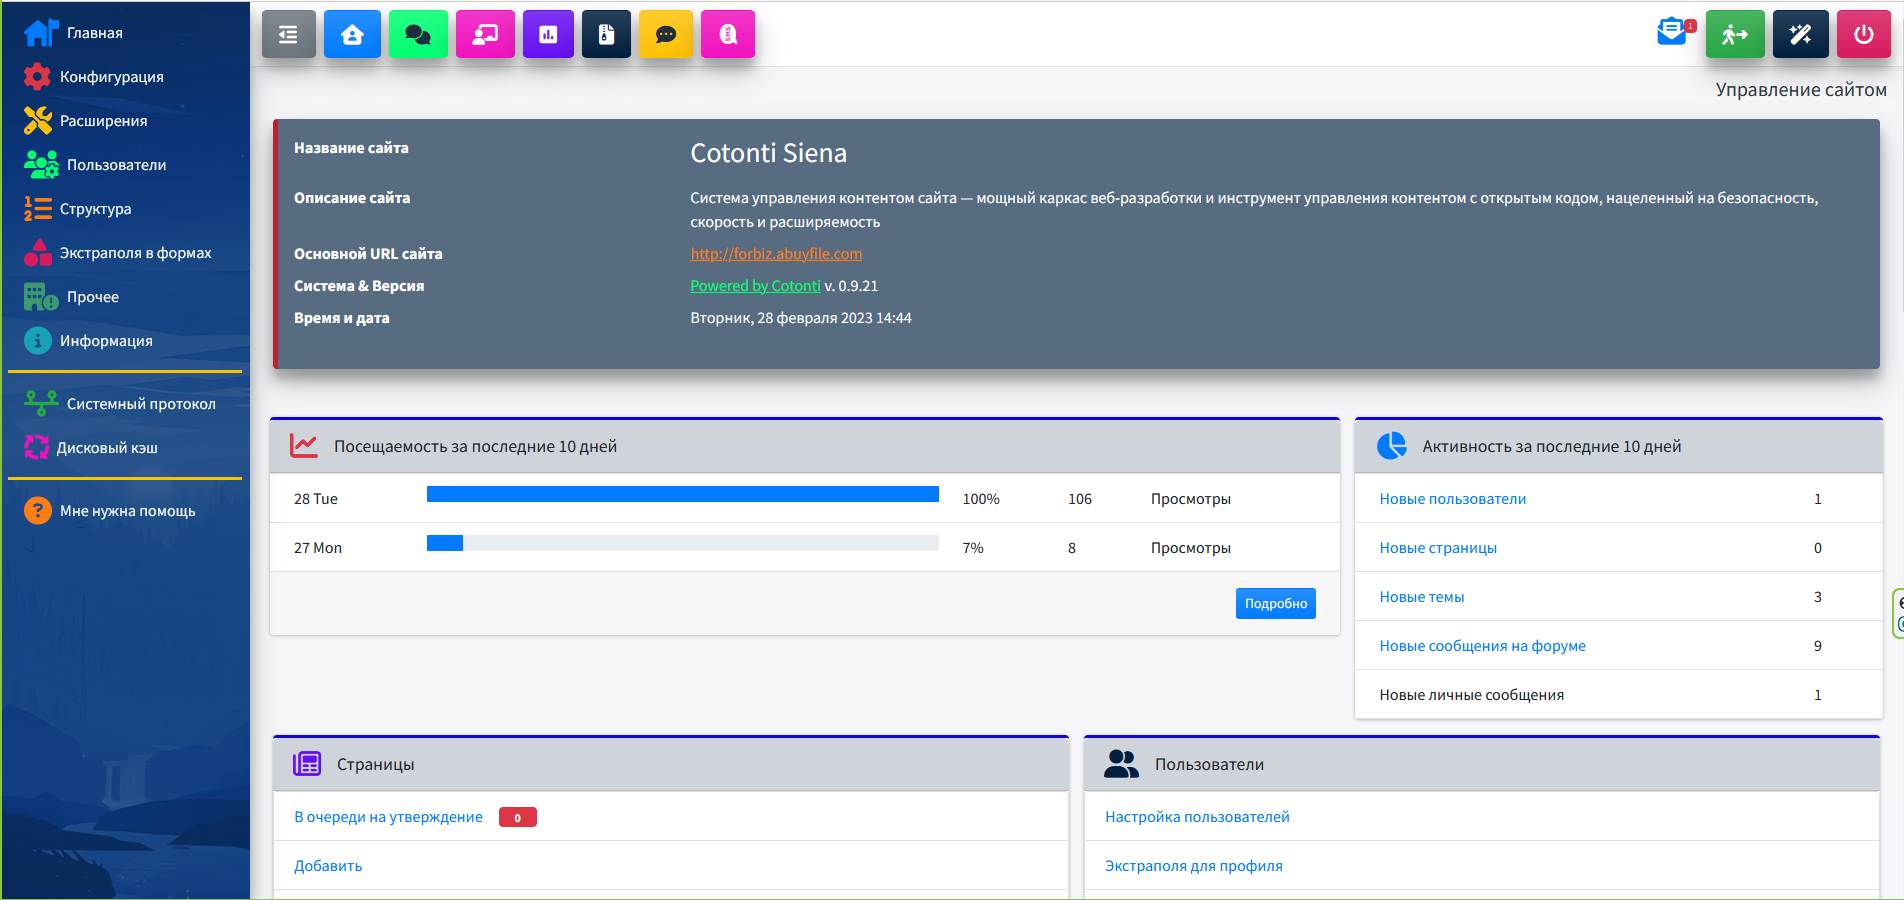 Главная
Конфигурация
Расширения
Пользователи
Структура
Экстраполя в формах
Прочее
Информация
Системный протокол
Дисковый кэш
Мне нужна помощь
1
Управление сайтом
Название сайта
Cotonti Siena
Описание сайта
Система управления контентом сайта — мощный каркас веб-разработки и инструмент управления контентом с открытым кодом, нацеленный на безопасность,
скорость и расширяемость
Основной URL сайта
http://forbiz.abuyfile.com
Система & Версия
Powered by Cotonti v. 0.9.21
Время и дата
Вторник, 28 февраля 2023 14:44
Посещаемость за последние 10 дней
28 Tue 100% 106 Просмотры
27 Mon 7% 8 Просмотры
Подробно
Активность за последние 10 дней
Новые пользователи 1
Новые страницы 0
Новые темы 3
Новые сообщения на форуме 9
Новые личные сообщения 1
Страницы
В очереди на утверждение 0
Добавить
Пользователи
Настройка пользователей
Экстраполя для профиля